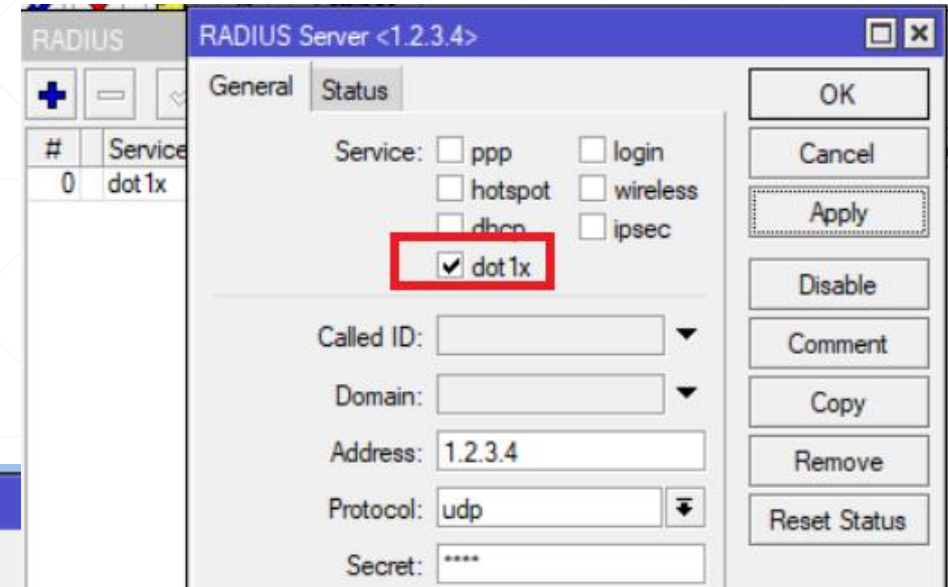 RADIUS
# Service
0 dot1x
RADIUS Server <1.2.3.4>
General Status
Service: ppp login
hotspot wireless
dhcp ipsec
dot1x
Called ID:
Domain:
Address: 1.2.3.4
Protocol: udp
Secret: ****
OK
Cancel
Apply
Disable
Comment
Copy
Remove
Reset Status